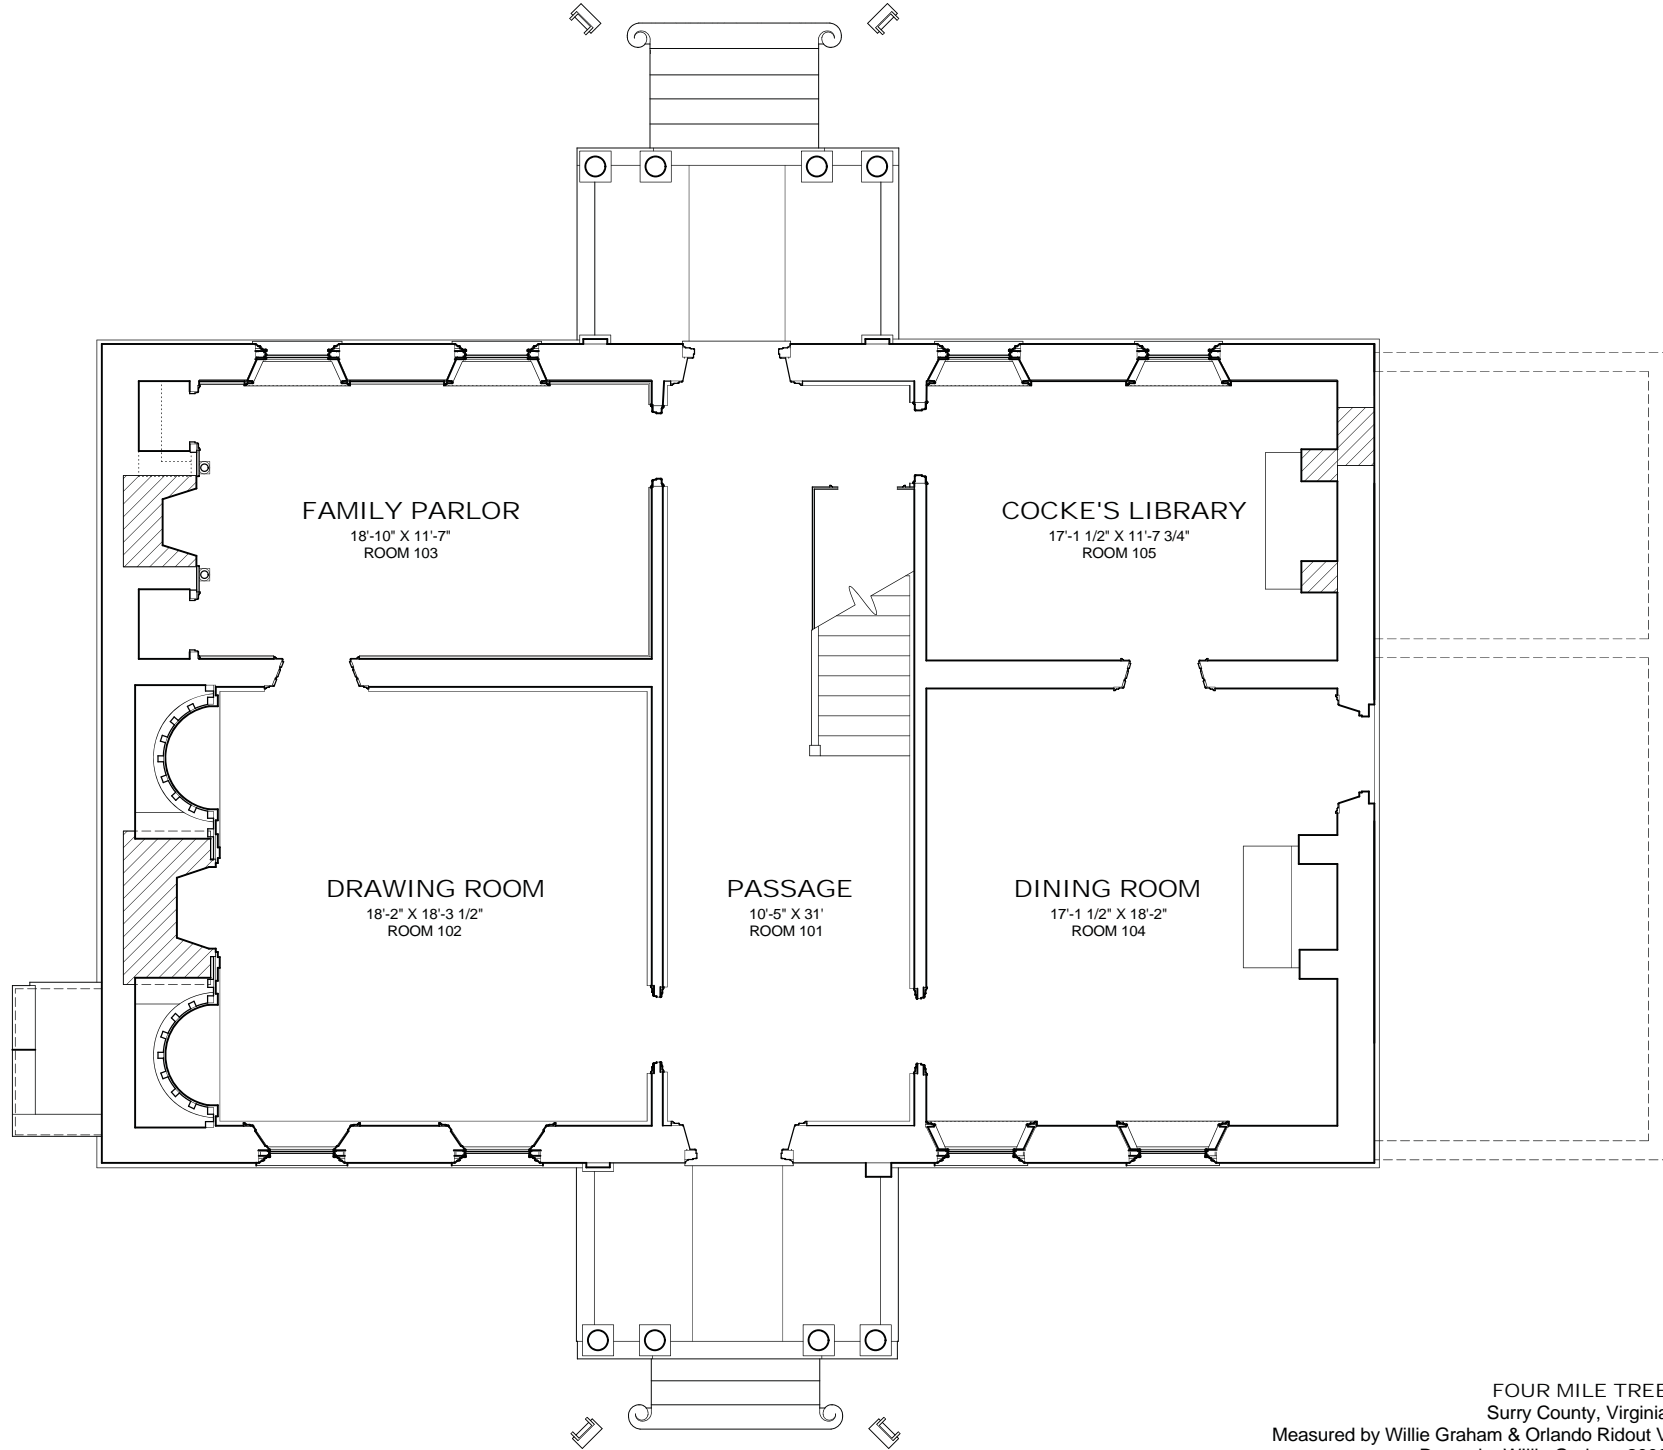 FAMILY PARLOR
18'-10" X 11'-7"
ROOM 103
COCKE'S LIBRARY
17'-1 1/2" X 11'-7 3/4"
ROOM 105
DRAWING ROOM
18'-2" X 18'-3 1/2"
ROOM 102
PASSAGE
10'-5" X 31'
ROOM 101
DINING ROOM
17'-1 1/2" X 18'-2"
ROOM 104
FOUR MILE TREE
Surry County, Virginia
Measured by Willie Graham & Orlando Ridout V